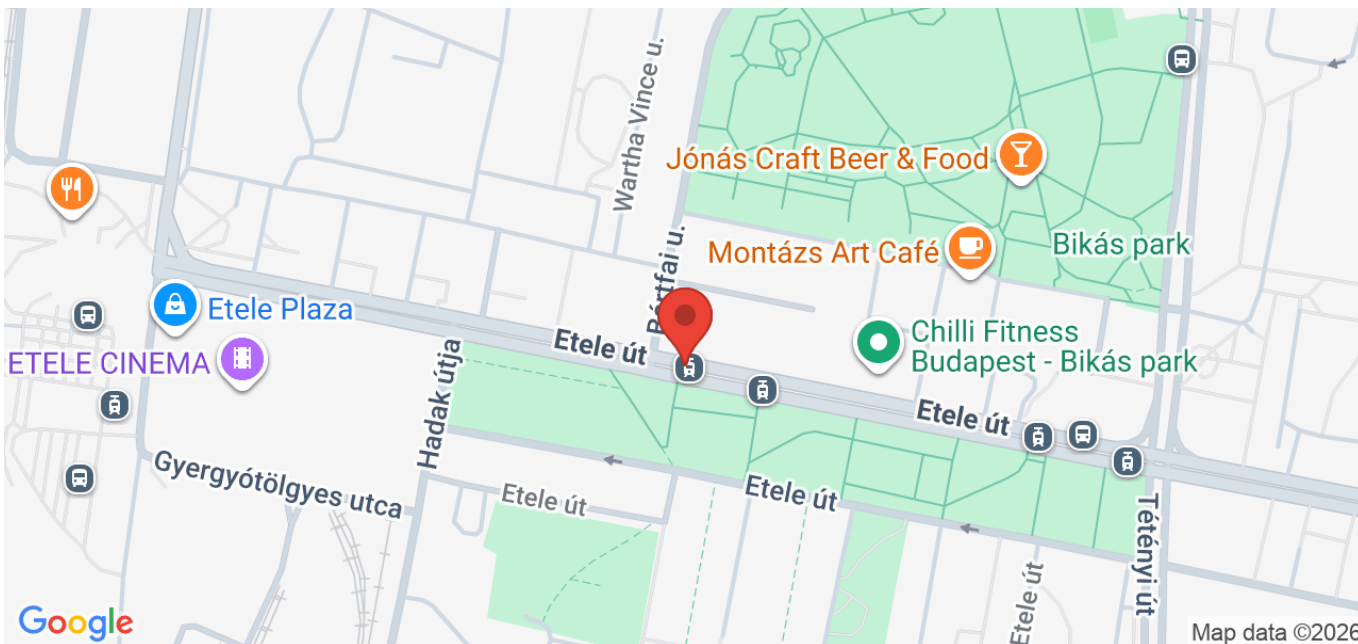 Wartha Vince u.
Jónás Craft Beer & Food
Bikás park
Montázs Art Café
Bártfai u.
Etele Plaza
ETELE CINEMA
Etele út
Chilli Fitness
Budapest - Bikás park
Hadak útja
Etele út
Gyergyótölgyes utca
Etele út
Etele út
Tétényi út
Etele út
Google
Map data ©2026